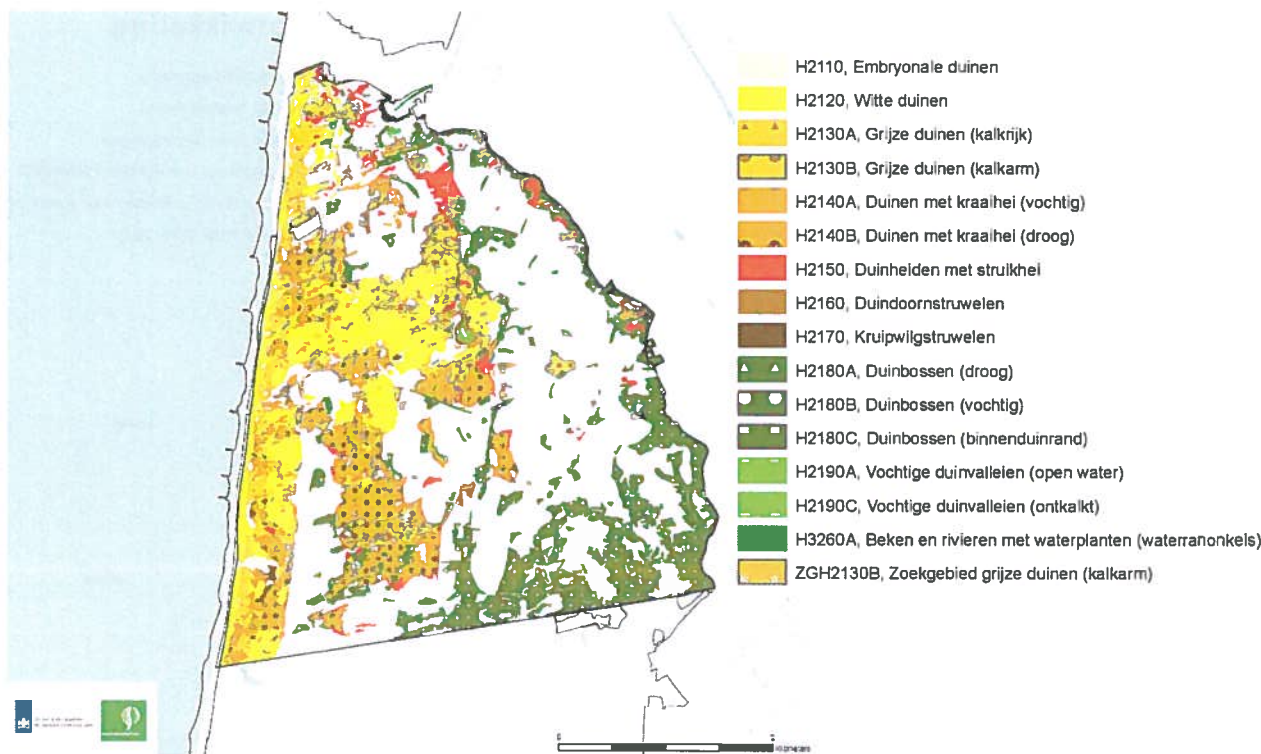 H2110, Embryonale duinen
H2120, Witte duinen
H2130A, Grijze duinen (kalkrijk)
H2130B, Grijze duinen (kalkarm)
H2140A, Duinen met kraaihei (vochtig)
H2140B, Duinen met kraaihei (droog)
H2150, Duinheiden met struikhei
H2160, Duindoornstruwelen
H2170, Kruipwilgstruwelen
H2180A, Duinbossen (droog)
H2180B, Duinbossen (vochtig)
H2180C, Duinbossen (binnenduinrand)
H2190A, Vochtige duinvalleien (open water)
H2190C, Vochtige duinvalleien (ontkalkt)
H3260A, Beken en rivieren met waterplanten (waterranonkels)
ZGH2130B, Zoekgebied grijze duinen (kalkarm)